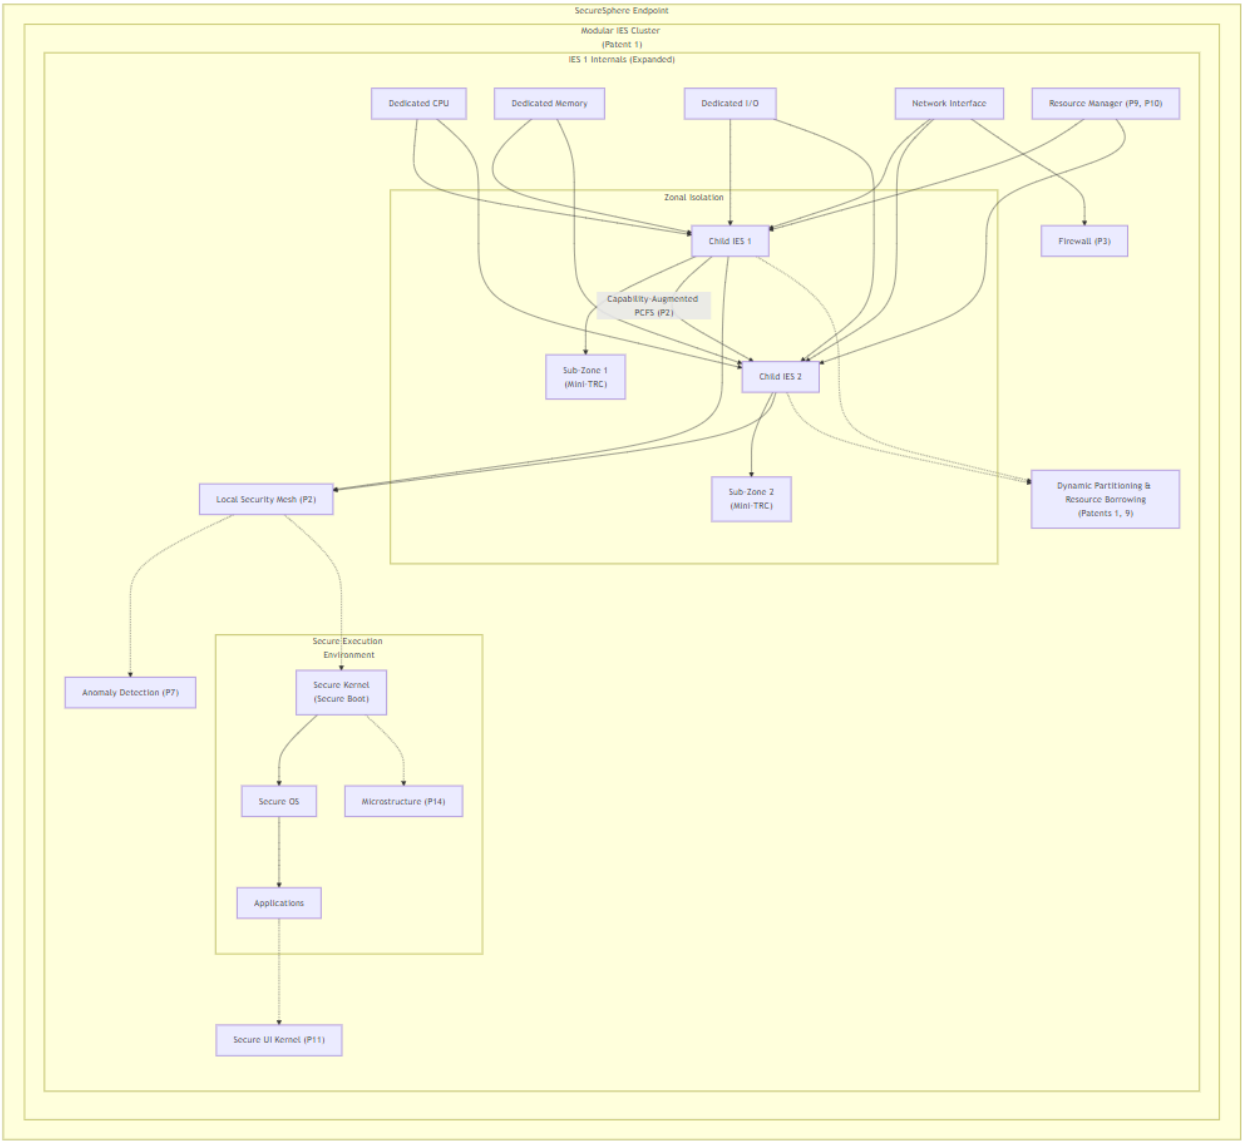 SecureSphere Endpoint
Modular IES Cluster
(Patent 1)
IES 1 Internals (Expanded)
Dedicated CPU
Dedicated Memory
Dedicated I/O
Network Interface
Resource Manager (P9, P10)
Zonal Isolation
Child IES 1
Firewall (P3)
Capability-Augmented
PCFS (P2)
Sub-Zone 1
(Mini-TRC)
Child IES 2
Local Security Mesh (P2)
Sub-Zone 2
(Mini-TRC)
Dynamic Partitioning &
Resource Borrowing
(Patents 1, 9)
Secure Execution
Environment
Secure Kernel
(Secure Boot)
Anomaly Detection (P7)
Secure OS
Microstructure (P14)
Applications
Secure UI Kernel (P11)